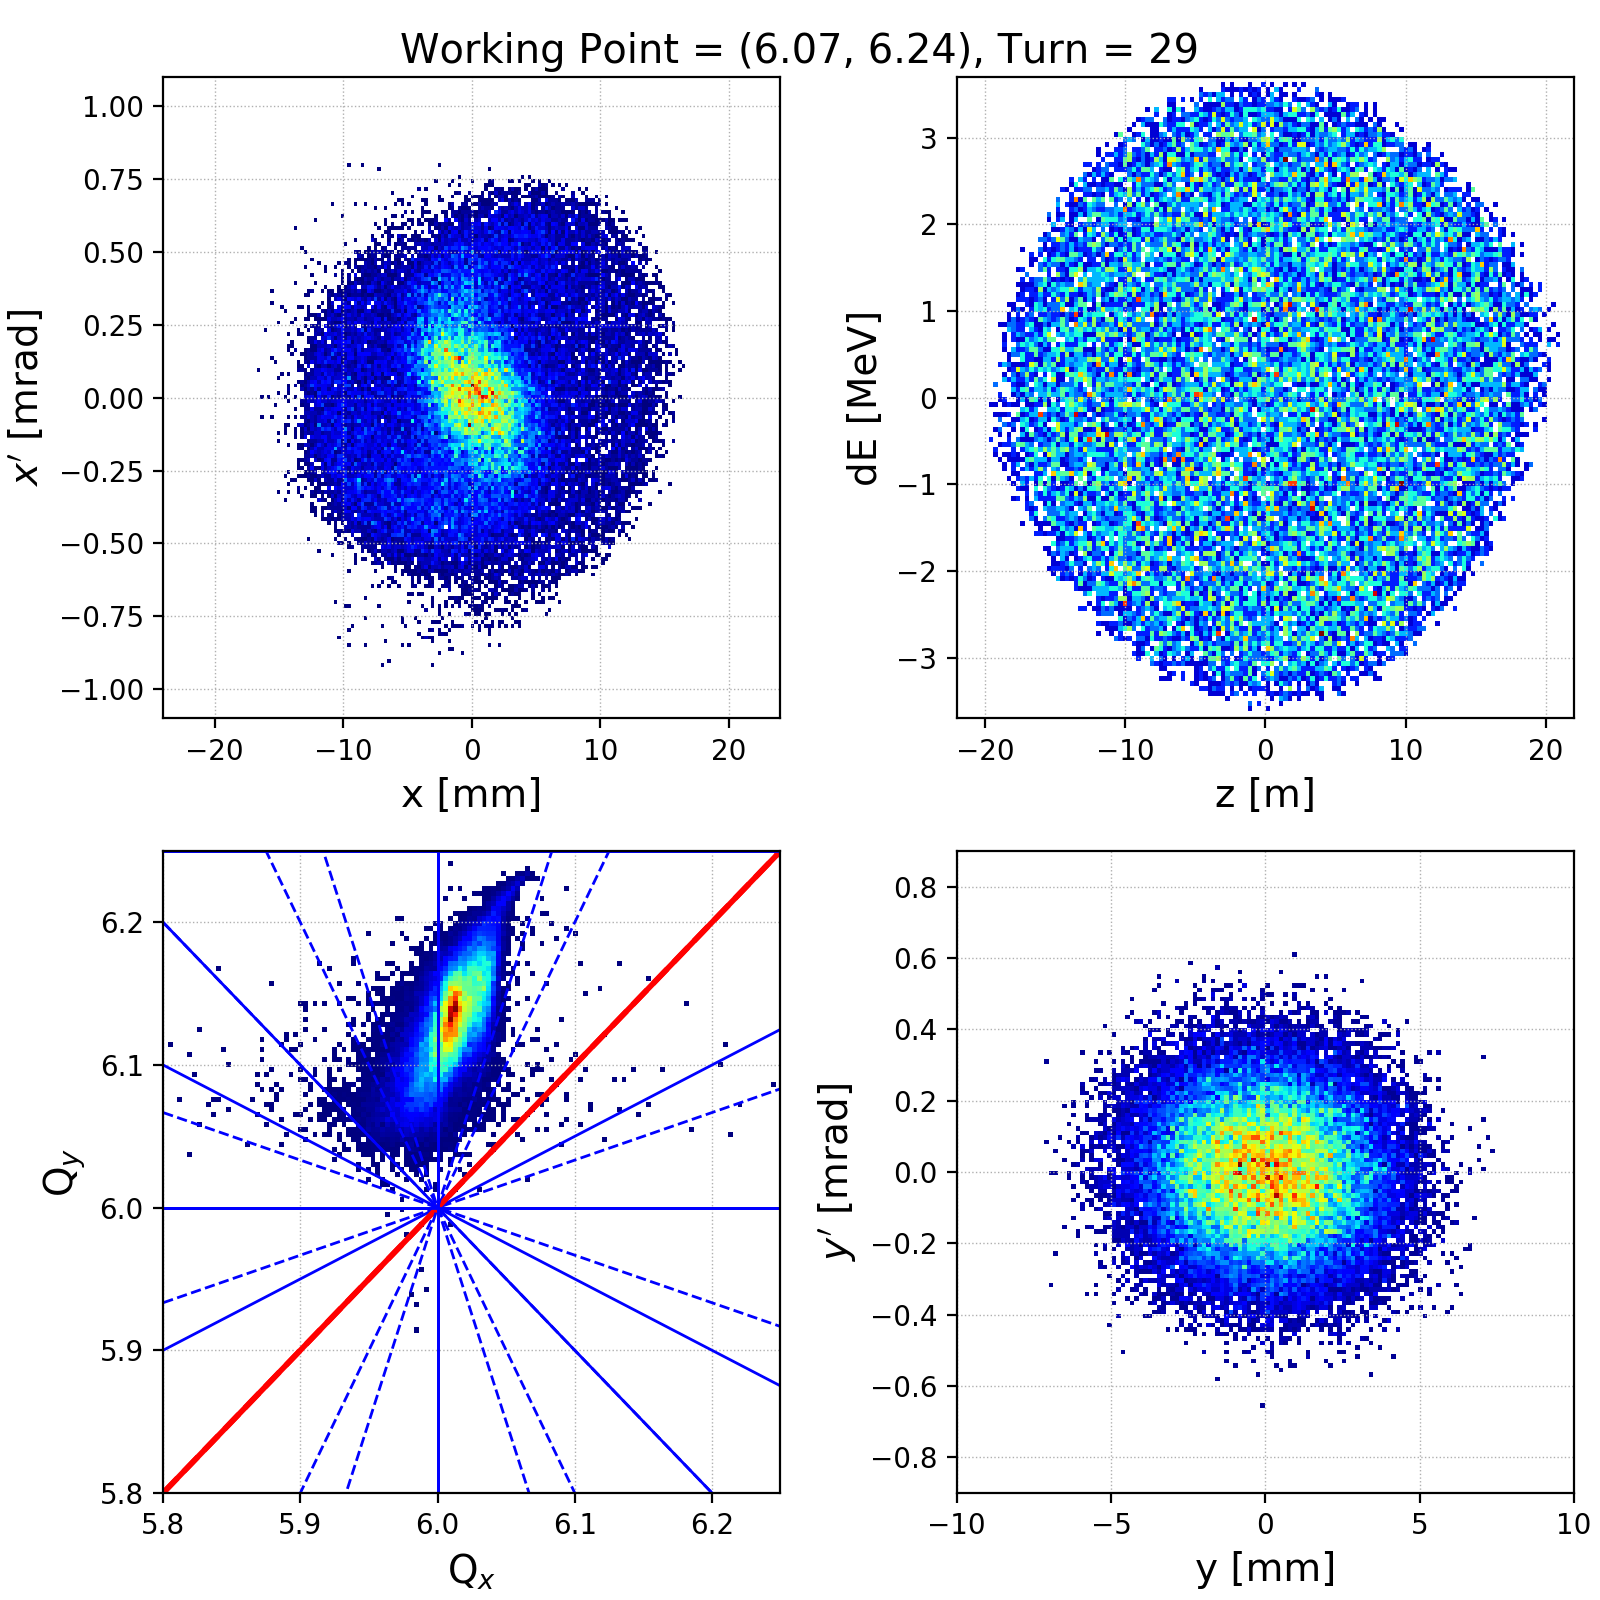 Working Point = (6.07, 6.24), Turn = 29
1.00
0.75
0.50
0.25
0.00
−0.25
−0.50
−0.75
−1.00
x′ [mrad]
−20 −10 0 10 20
x [mm]
3
2
1
0
−1
−2
−3
dE [MeV]
−20 −10 0 10 20
z [m]
6.2
6.1
6.0
5.9
5.8
Qy
5.8 5.9 6.0 6.1 6.2
Qx
0.8
0.6
0.4
0.2
0.0
−0.2
−0.4
−0.6
−0.8
y′ [mrad]
−10 −5 0 5 10
y [mm]